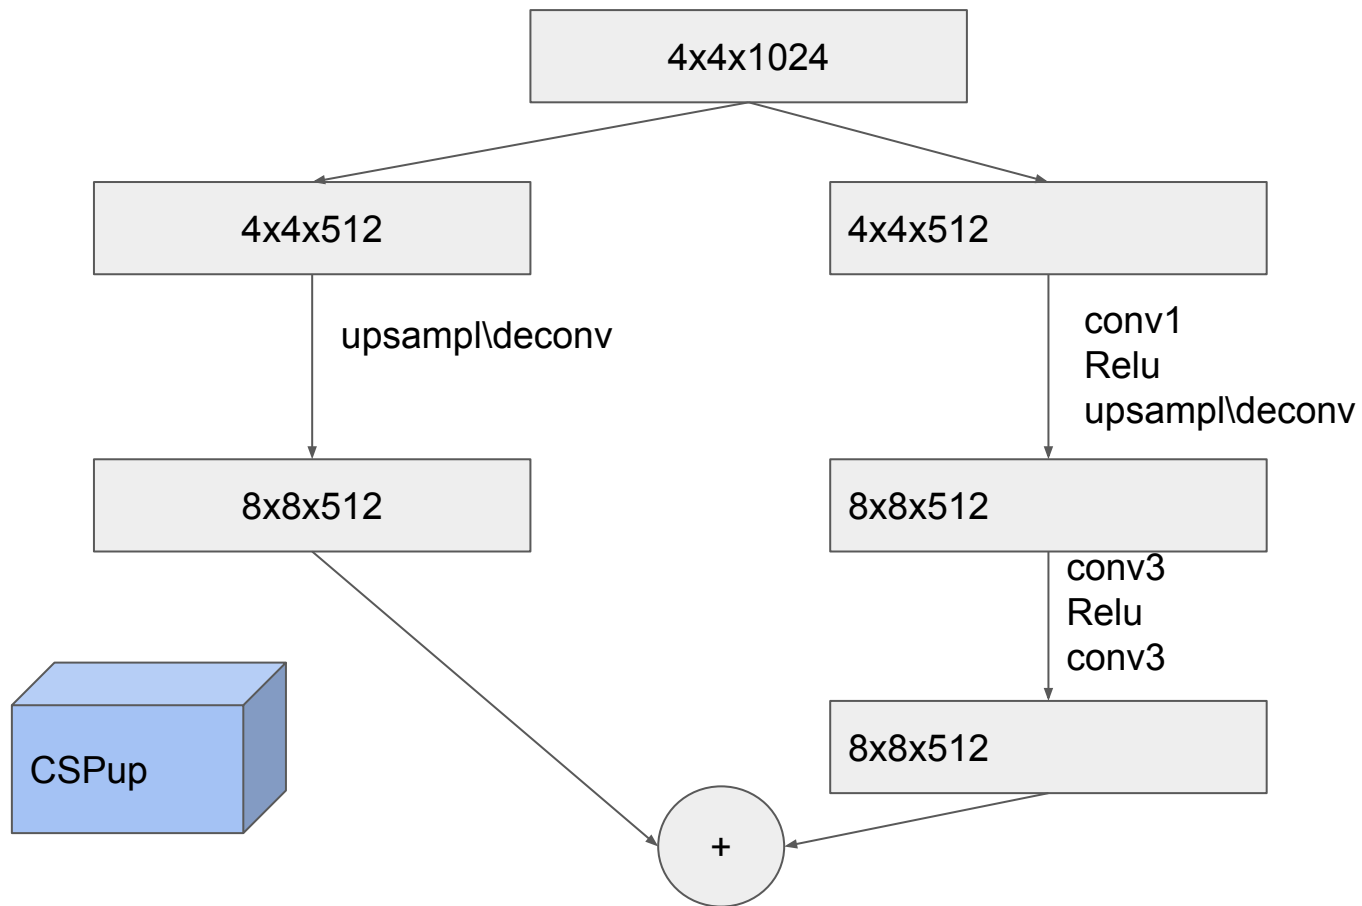 4x4x1024
4x4x512
4x4x512
upsampl\deconv
conv1
Relu
upsampl\deconv
8x8x512
8x8x512
conv3
Relu
conv3
8x8x512
CSPup
+